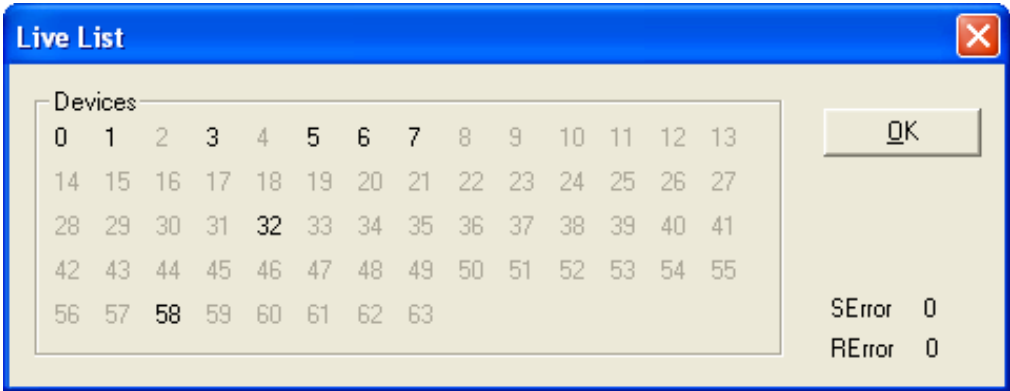 Live List
Devices
0 1 2 3 4 5 6 7 8 9 10 11 12 13
14 15 16 17 18 19 20 21 22 23 24 25 26 27
28 29 30 31 32 33 34 35 36 37 38 39 40 41
42 43 44 45 46 47 48 49 50 51 52 53 54 55
56 57 58 59 60 61 62 63
OK
SError 0
RError 0